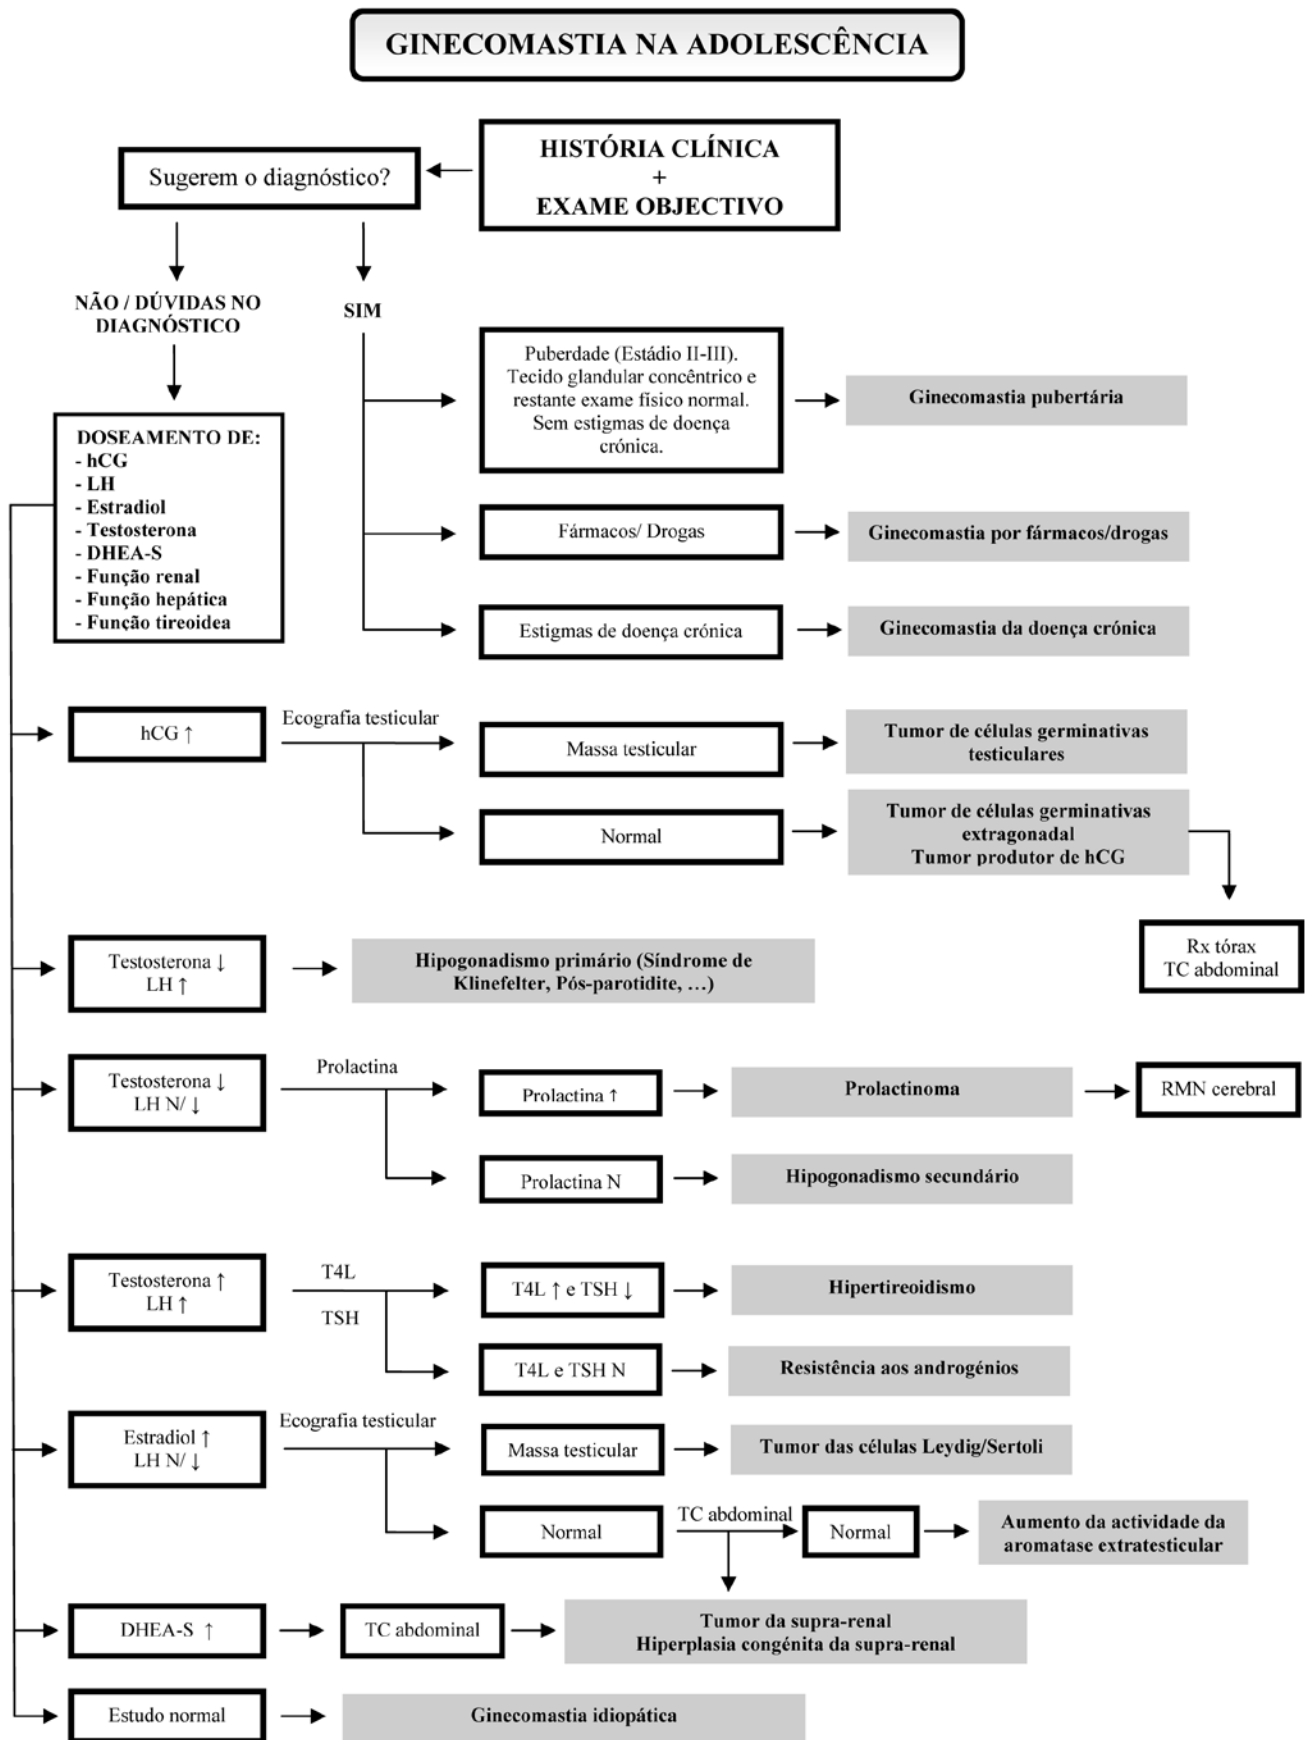 GINECOMASTIA NA ADOLESCÊNCIA
HISTÓRIA CLÍNICA
+
EXAME OBJECTIVO
Sugerem o diagnóstico?
NÃO / DÚVIDAS NO
DIAGNÓSTICO
SIM
Puberdade (Estádio II-III).
Tecido glandular concêntrico e
restante exame físico normal.
Sem estigmas de doença
crónica.
Ginecomastia pubertária
DOSEAMENTO DE:
- hCG
- LH
- Estradiol
- Testosterona
- DHEA-S
- Função renal
- Função hepática
- Função tireoidea
Fármacos/ Drogas
Ginecomastia por fármacos/drogas
Estigmas de doença crónica
Ginecomastia da doença crónica
hCG ↑
Ecografia testicular
Massa testicular
Tumor de células germinativas
testiculares
Normal
Tumor de células germinativas
extragonadal
Tumor produtor de hCG
Rx tórax
TC abdominal
Testosterona ↓
LH ↑
Hipogonadismo primário (Síndrome de
Klinefelter, Pós-parotidite, …)
Testosterona ↓
LH N/ ↓
Prolactina
Prolactina ↑
Prolactinoma
RMN cerebral
Prolactina N
Hipogonadismo secundário
Testosterona ↑
LH ↑
T4L
TSH
T4L ↑ e TSH ↓
Hipertireoidismo
T4L e TSH N
Resistência aos androgénios
Estradiol ↑
LH N/ ↓
Ecografia testicular
Massa testicular
Tumor das células Leydig/Sertoli
Normal
TC abdominal
Normal
Aumento da actividade da
aromatase extratesticular
DHEA-S ↑
TC abdominal
Tumor da supra-renal
Hiperplasia congénita da supra-renal
Estudo normal
Ginecomastia idiopática